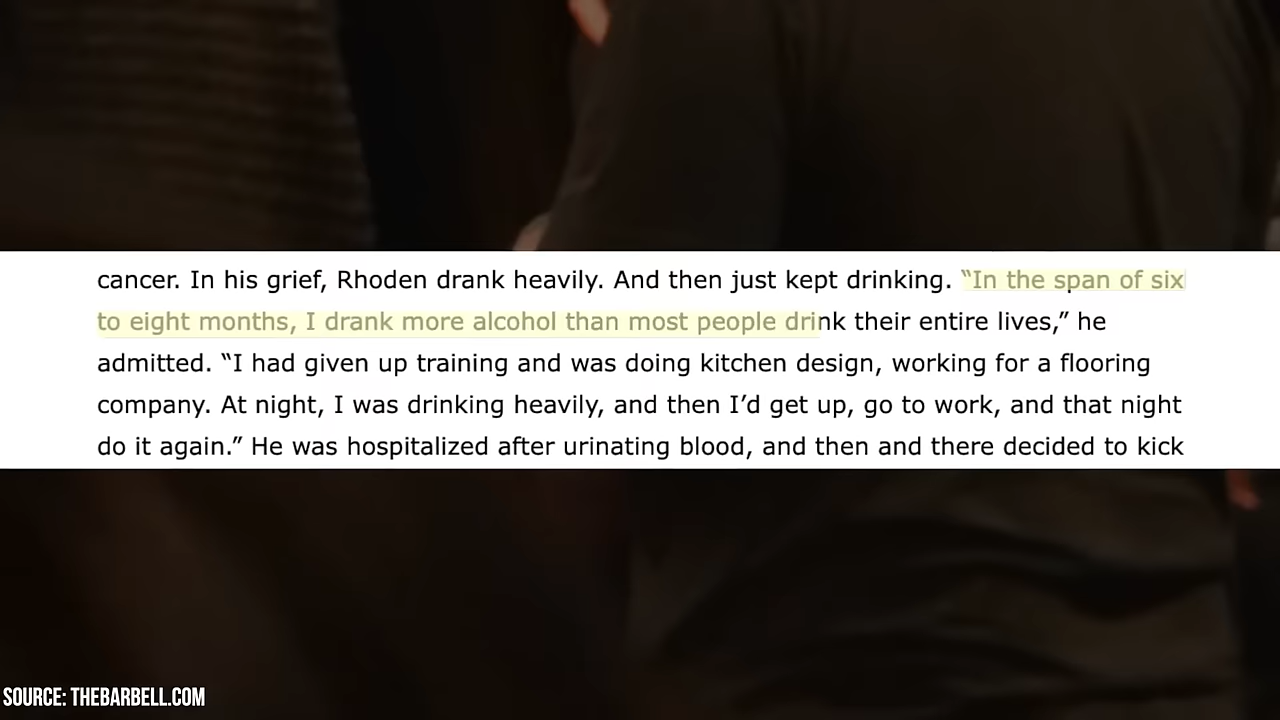 cancer. In his grief, Rhoden drank heavily. And then just kept drinking. “In the span of six
to eight months, I drank more alcohol than most people drink their entire lives,” he
admitted. “I had given up training and was doing kitchen design, working for a flooring
company. At night, I was drinking heavily, and then I’d get up, go to work, and that night
do it again.” He was hospitalized after urinating blood, and then and there decided to kick
SOURCE: THEBARBELL.COM